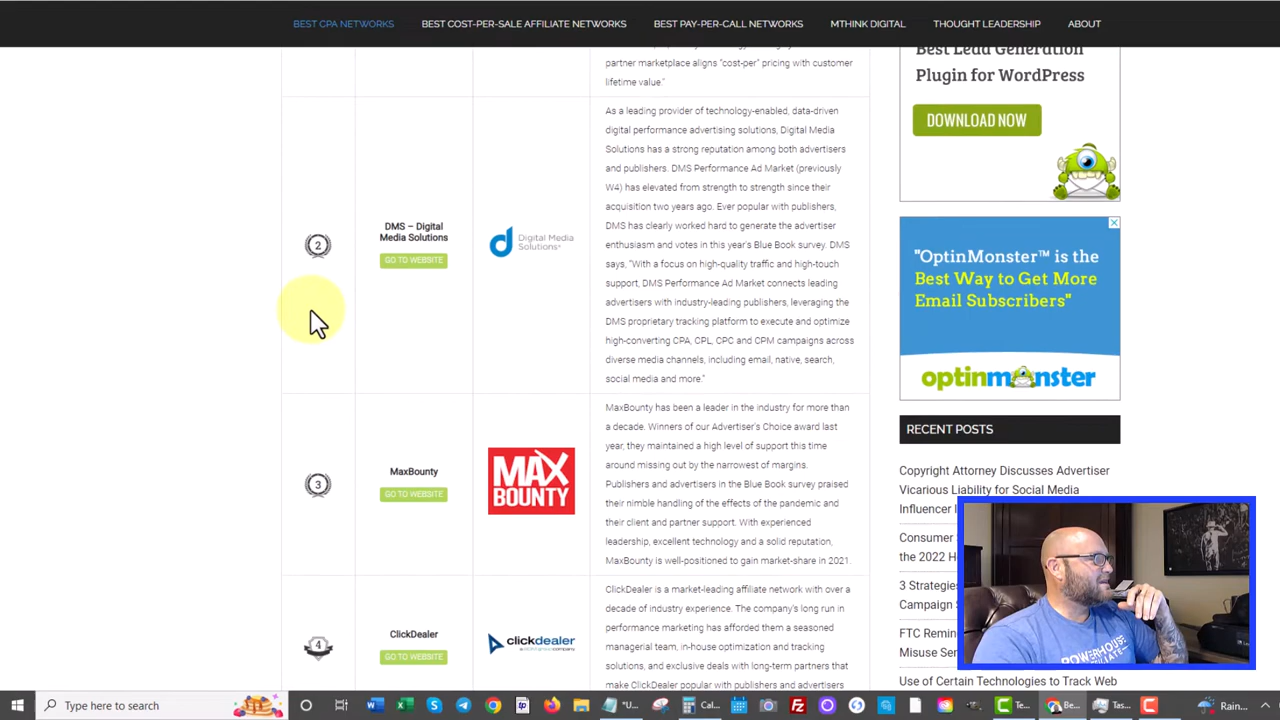 BEST CPA NETWORKS BEST COST-PER-SALE AFFILIATE NETWORKS BEST PAY-PER-CALL NETWORKS MTHINK DIGITAL THOUGHT LEADERSHIP ABOUT
partner marketplace aligns “cost-per” pricing with customer
lifetime value.”
2
DMS – Digital
Media Solutions
GO TO WEBSITE
Digital Media
Solutions
As a leading provider of technology-enabled, data-driven
digital performance advertising solutions, Digital Media
Solutions has a strong reputation among both advertisers
and publishers. DMS Performance Ad Market (previously
W4) has elevated from strength to strength since their
acquisition two years ago. Ever popular with publishers,
DMS has clearly worked hard to generate the advertiser
enthusiasm and votes in this year's Blue Book survey. DMS
says, “With a focus on high-quality traffic and high-touch
support, DMS Performance Ad Market connects leading
advertisers with industry-leading publishers, leveraging the
DMS proprietary tracking platform to execute and optimize
high-converting CPA, CPL, CPC and CPM campaigns across
diverse media channels, including email, native, search,
social media and more.”
3
MaxBounty
GO TO WEBSITE
MAX
BOUNTY
MaxBounty has been a leader in the industry for more than
a decade. Winners of our Advertiser's Choice award last
year, they maintained a high level of support this time
around missing out by the narrowest of margins.
Publishers and advertisers in the Blue Book survey praised
their nimble handling of the effects of the pandemic and
their client and partner support. With experienced
leadership, excellent technology and a solid reputation,
MaxBounty is well-positioned to gain market-share in 2021.
4
ClickDealer
GO TO WEBSITE
clickdealer
ClickDealer is a market-leading affiliate network with over a
decade of industry experience. The company's long run in
performance marketing has afforded them a seasoned
managerial team, in-house optimization and tracking
solutions, and exclusive deals with long-term partners that
make ClickDealer popular with publishers and advertisers
Best Lead Generation
Plugin for WordPress
DOWNLOAD NOW
"OptinMonster™ is the
Best Way to Get More
Email Subscribers"
optinmonster
RECENT POSTS
Copyright Attorney Discusses Advertiser
Vicarious Liability for Social Media
Influencer
Consumer
the 2022
3 Strategies
Campaign
FTC
Misuse
Use of Certain Technologies to Track Web
POWERHOUSE
Type here to search
Cal...
Te...
Be...
Tas...
Rain...